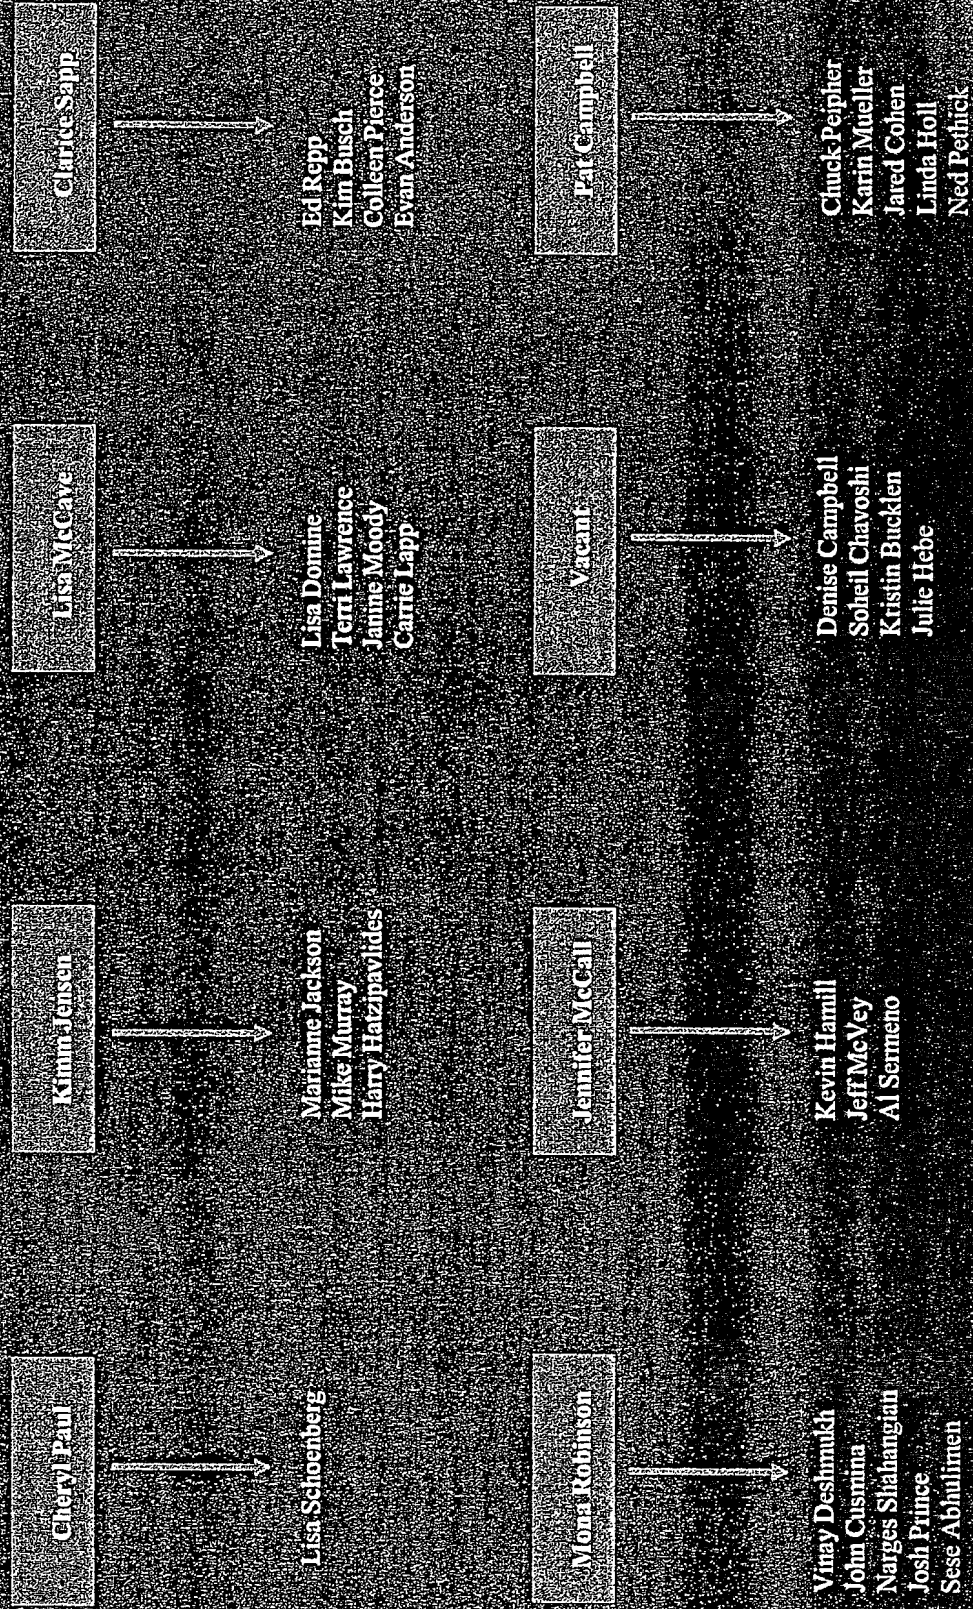 Cheryl Paul
Lisa Schoenberg
Kimm Jensen
Marianne Jackson
Mike Murray
Harry Hatzipavlides
Lisa McCave
Lisa Domine
Terri Lawrence
Janine Moody
Carrie Lapp
Clarice Sapp
Ed Repp
Kim Busch
Colleen Pierce
Evan Anderson
Mona Robinson
Vinay Deshmukh
John Cusmina
Narges Shahangian
Josh Prince
Sese Abhulimen
Jennifer McCall
Kevin Hamill
Jeff McVey
Al Sermeno
Vacant
Denise Campbell
Soheil Chavoshi
Kristin Bucklen
Julie Hebe
Pat Campbell
Chuck Peipher
Karin Mueller
Jared Cohen
Linda Holl
Ned Pethick